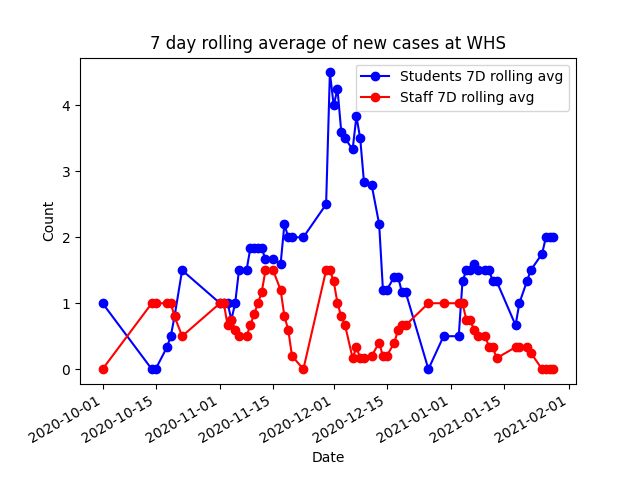 7 day rolling average of new cases at WHS
Students 7D rolling avg
Staff 7D rolling avg
Count
4
3
2
1
0
2020-10-01
2020-10-15
2020-11-01
2020-11-15
2020-12-01
2020-12-15
2021-01-01
2021-01-15
2021-02-01
Date